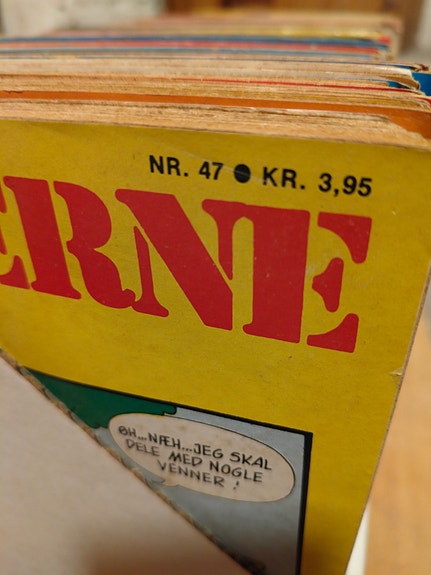 NR. 47 ● KR. 3,95
ERNE
ØH...NÆH...JEG SKAL
DELE MED NOGLE
VENNER!